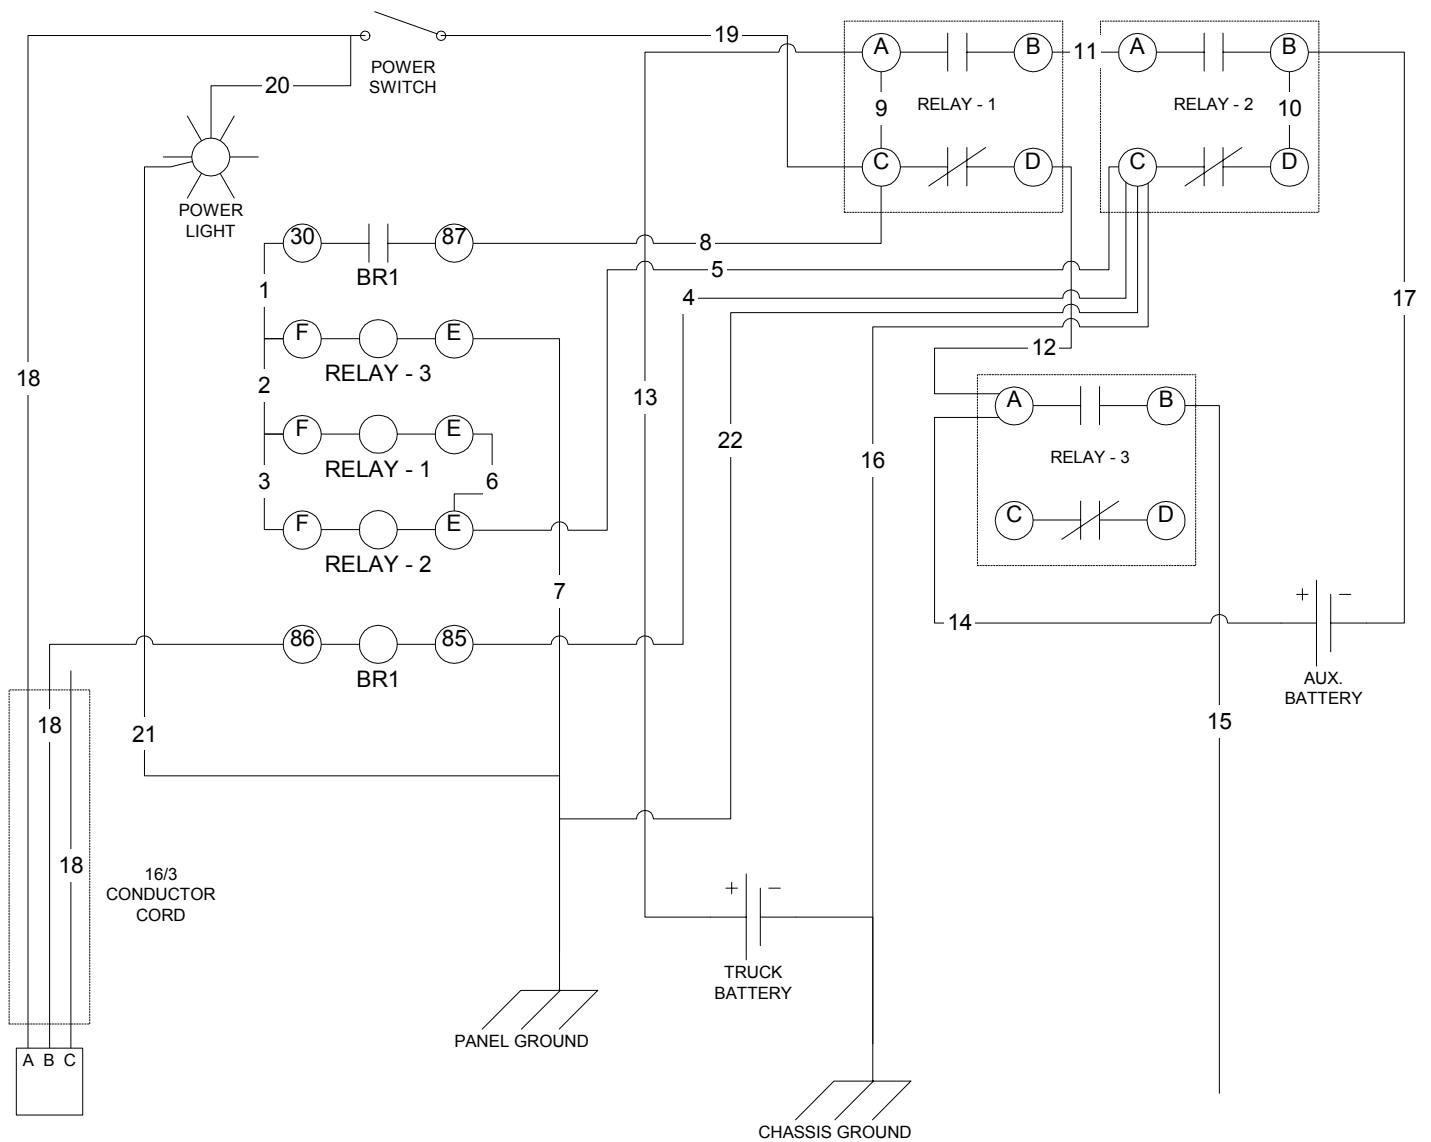 19
A
B
11
A
B
POWER
SWITCH
20
9
RELAY - 1
RELAY - 2
10
C
D
C
D
POWER
LIGHT
30
87
8
BR1
5
1
4
17
F
E
12
RELAY - 3
18
2
13
A
B
F
E
22
16
RELAY - 3
RELAY - 1
3
6
C
D
F
E
RELAY - 2
7
+
−
14
86
85
BR1
AUX.
BATTERY
18
21
15
18
16/3
CONDUCTOR
CORD
+
−
TRUCK
BATTERY
PANEL GROUND
A B C
CHASSIS GROUND